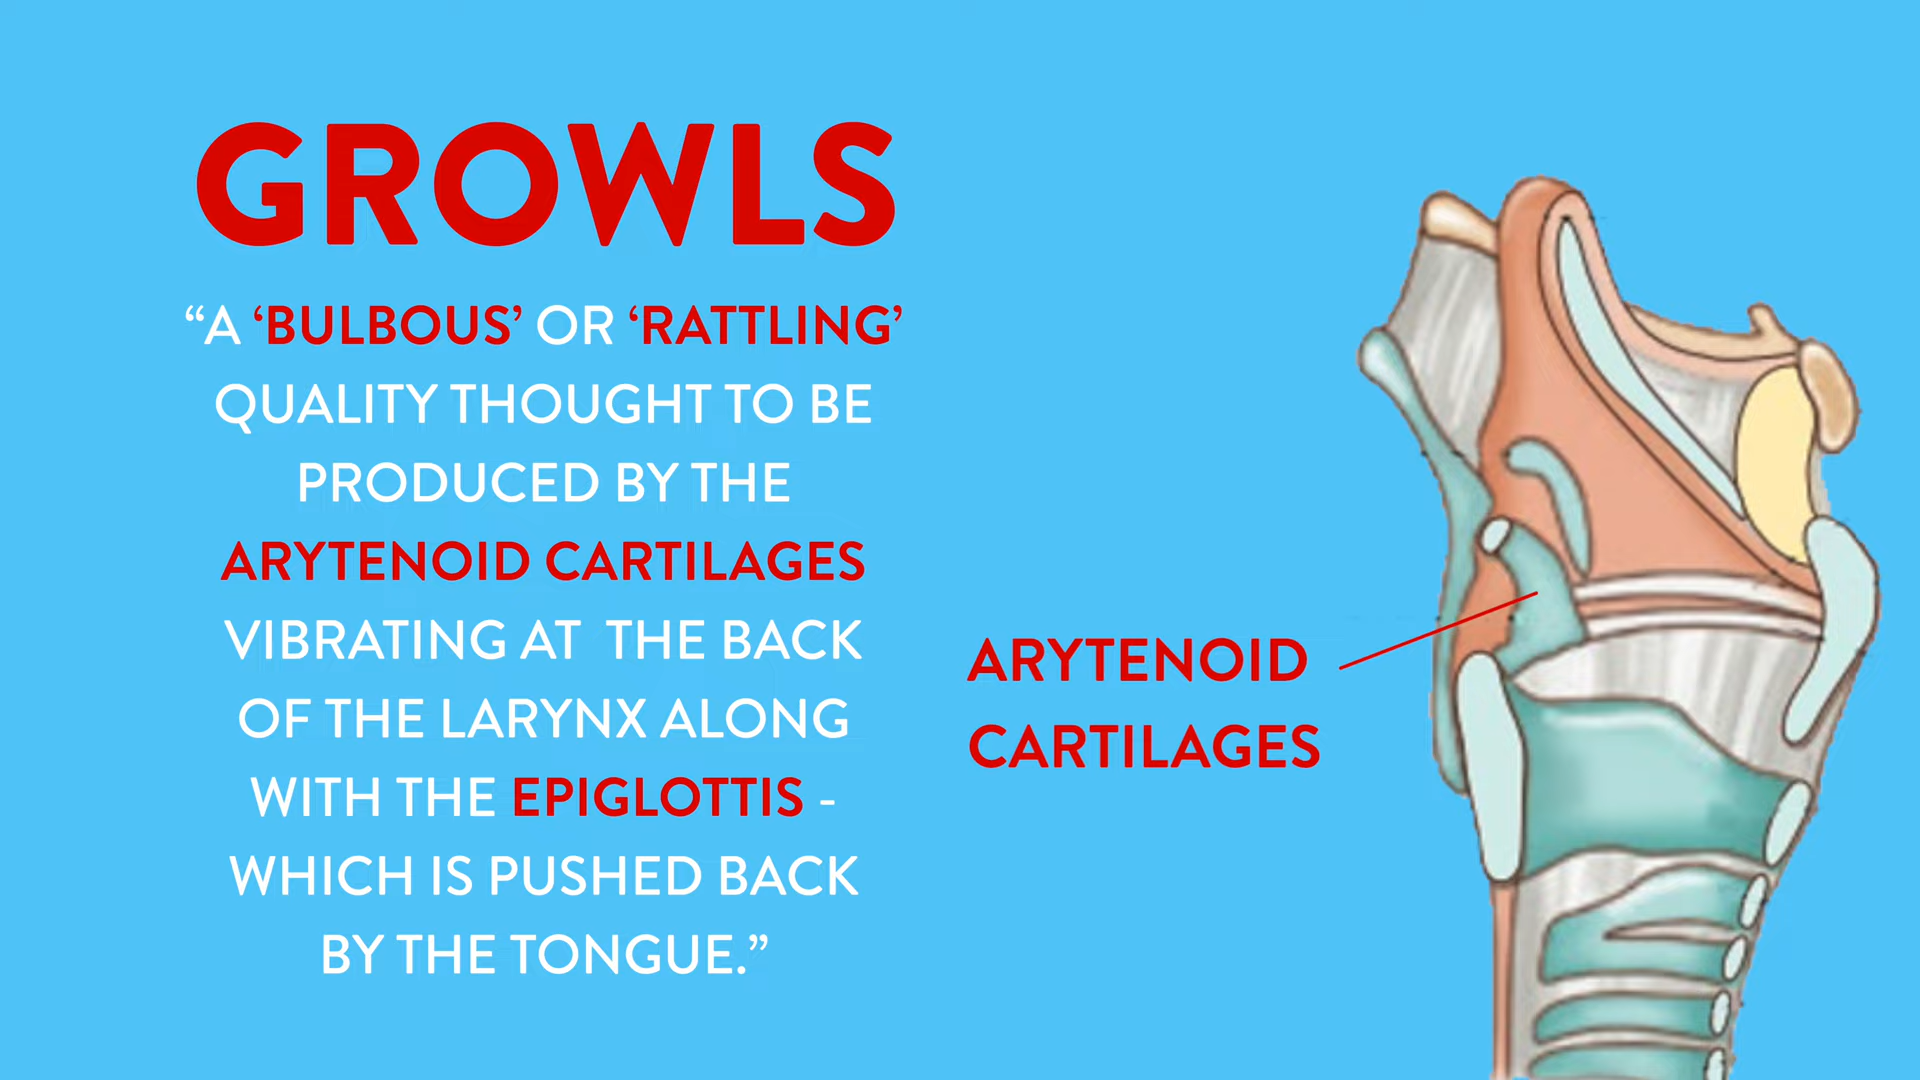 GROWLS
“A ‘BULBOUS’ OR ‘RATTLING’
QUALITY THOUGHT TO BE
PRODUCED BY THE
ARYTENOID CARTILAGES
VIBRATING AT THE BACK
OF THE LARYNX ALONG
WITH THE EPIGLOTTIS -
WHICH IS PUSHED BACK
BY THE TONGUE.”
ARYTENOID
CARTILAGES